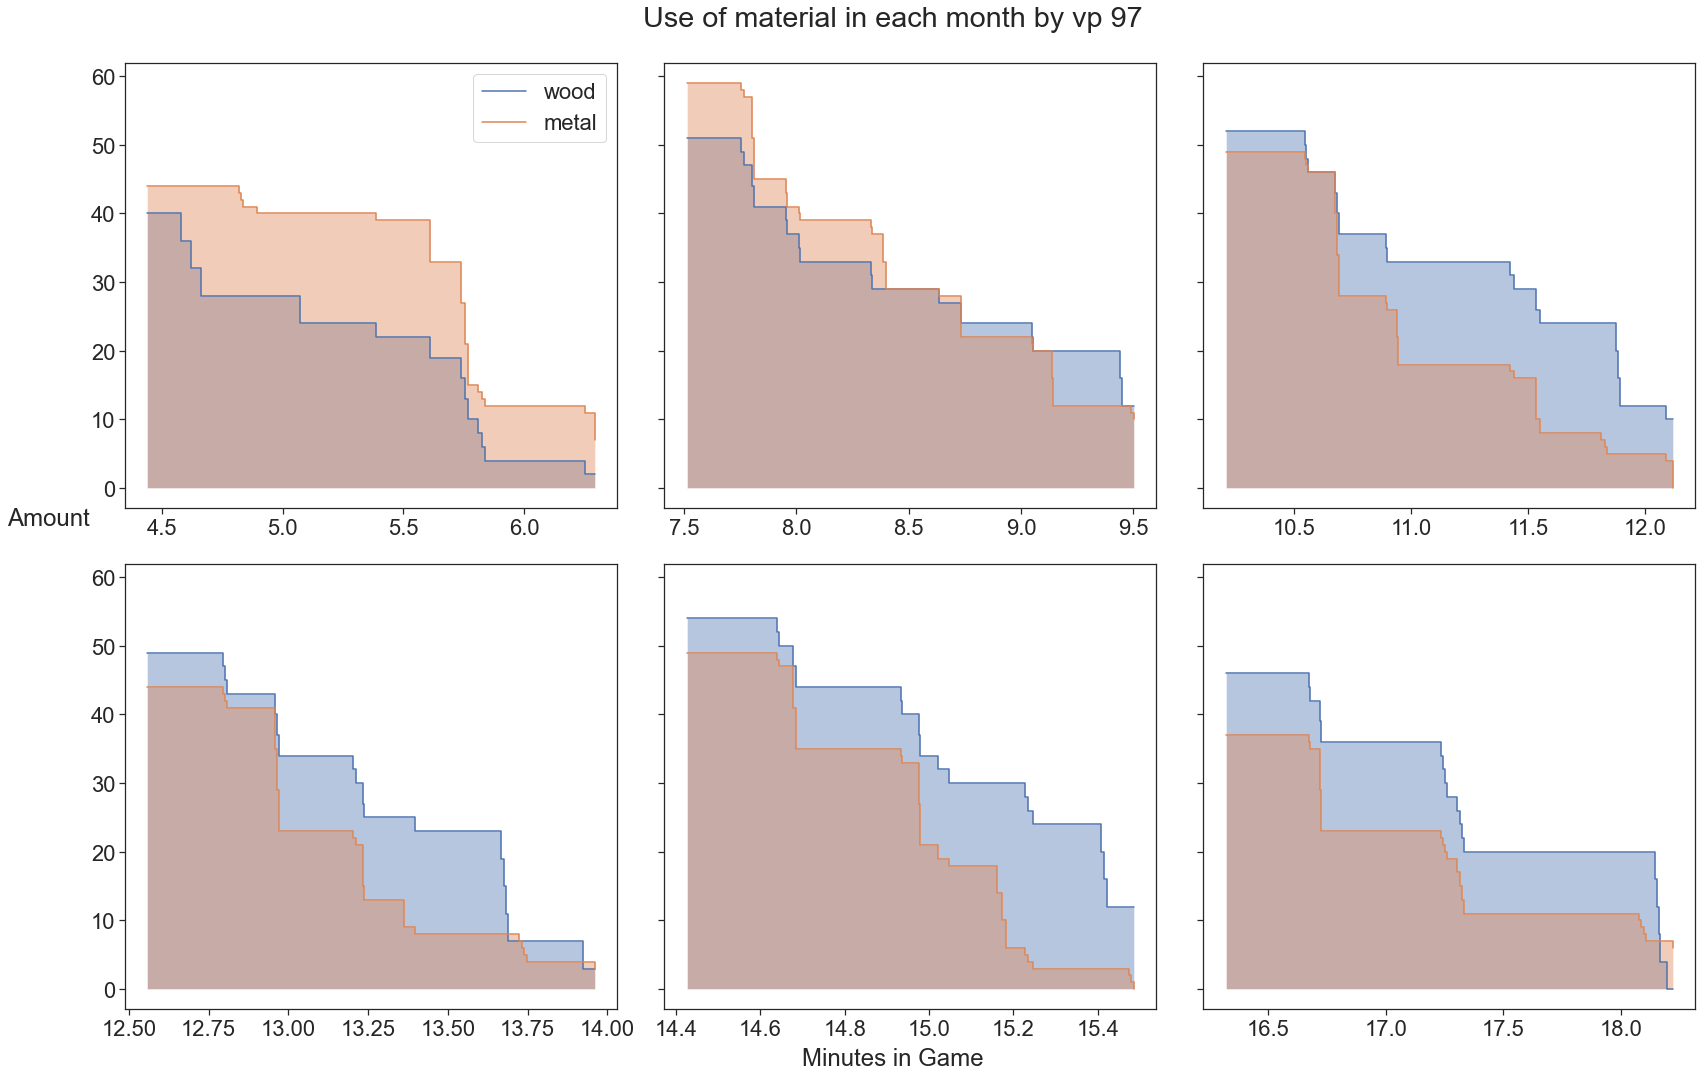 Use of material in each month by vp 97
wood
metal
60
50
40
30
20
10
0
4.5 5.0 5.5 6.0
7.5 8.0 8.5 9.0 9.5
10.5 11.0 11.5 12.0
Amount
60
50
40
30
20
10
0
12.50 12.75 13.00 13.25 13.50 13.75 14.00
14.4 14.6 14.8 15.0 15.2 15.4
16.5 17.0 17.5 18.0
Minutes in Game